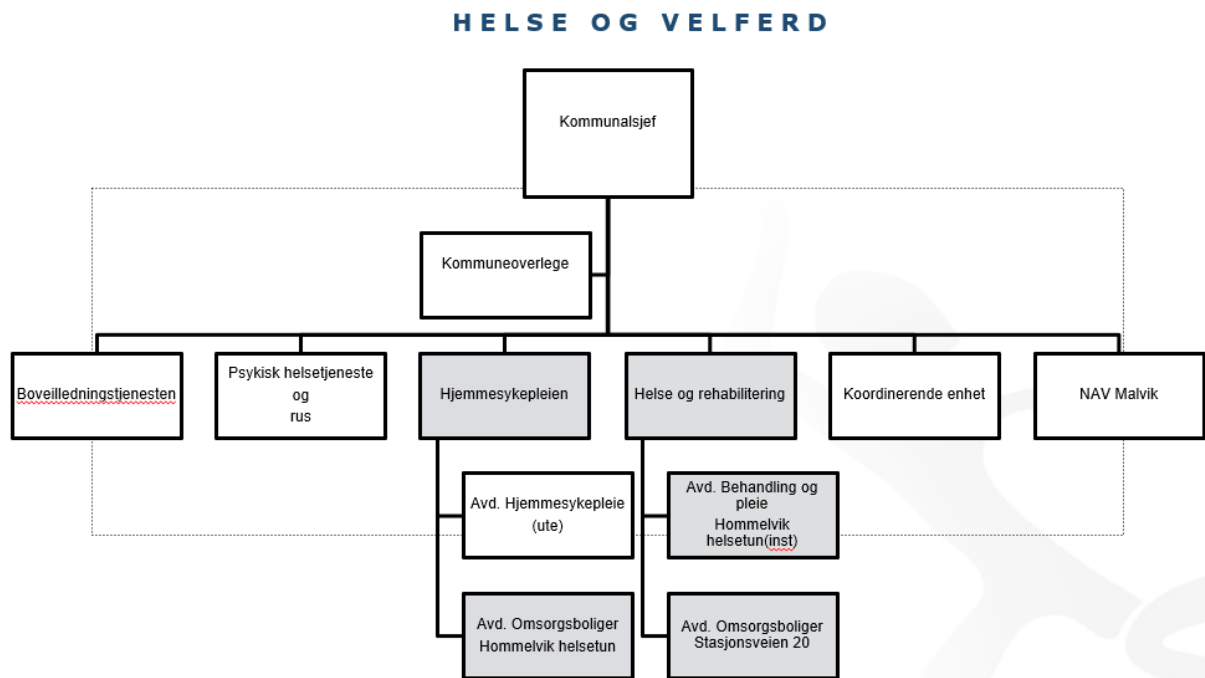 HELSE OG VELFERD
Kommunalsjef
Kommuneoverlege
Boveilledningstjenesten
Psykisk helsetjeneste
og
rus
Hjemmesykepleien
Helse og rehabilitering
Koordinerende enhet
NAV Malvik
Avd. Hjemmesykepleie
(ute)
Avd. Behandling og
pleie
Hommelvik
helsetun(inst)
Avd. Omsorgsboliger
Hommelvik helsetun
Avd. Omsorgsboliger
Stasjonsveien 20